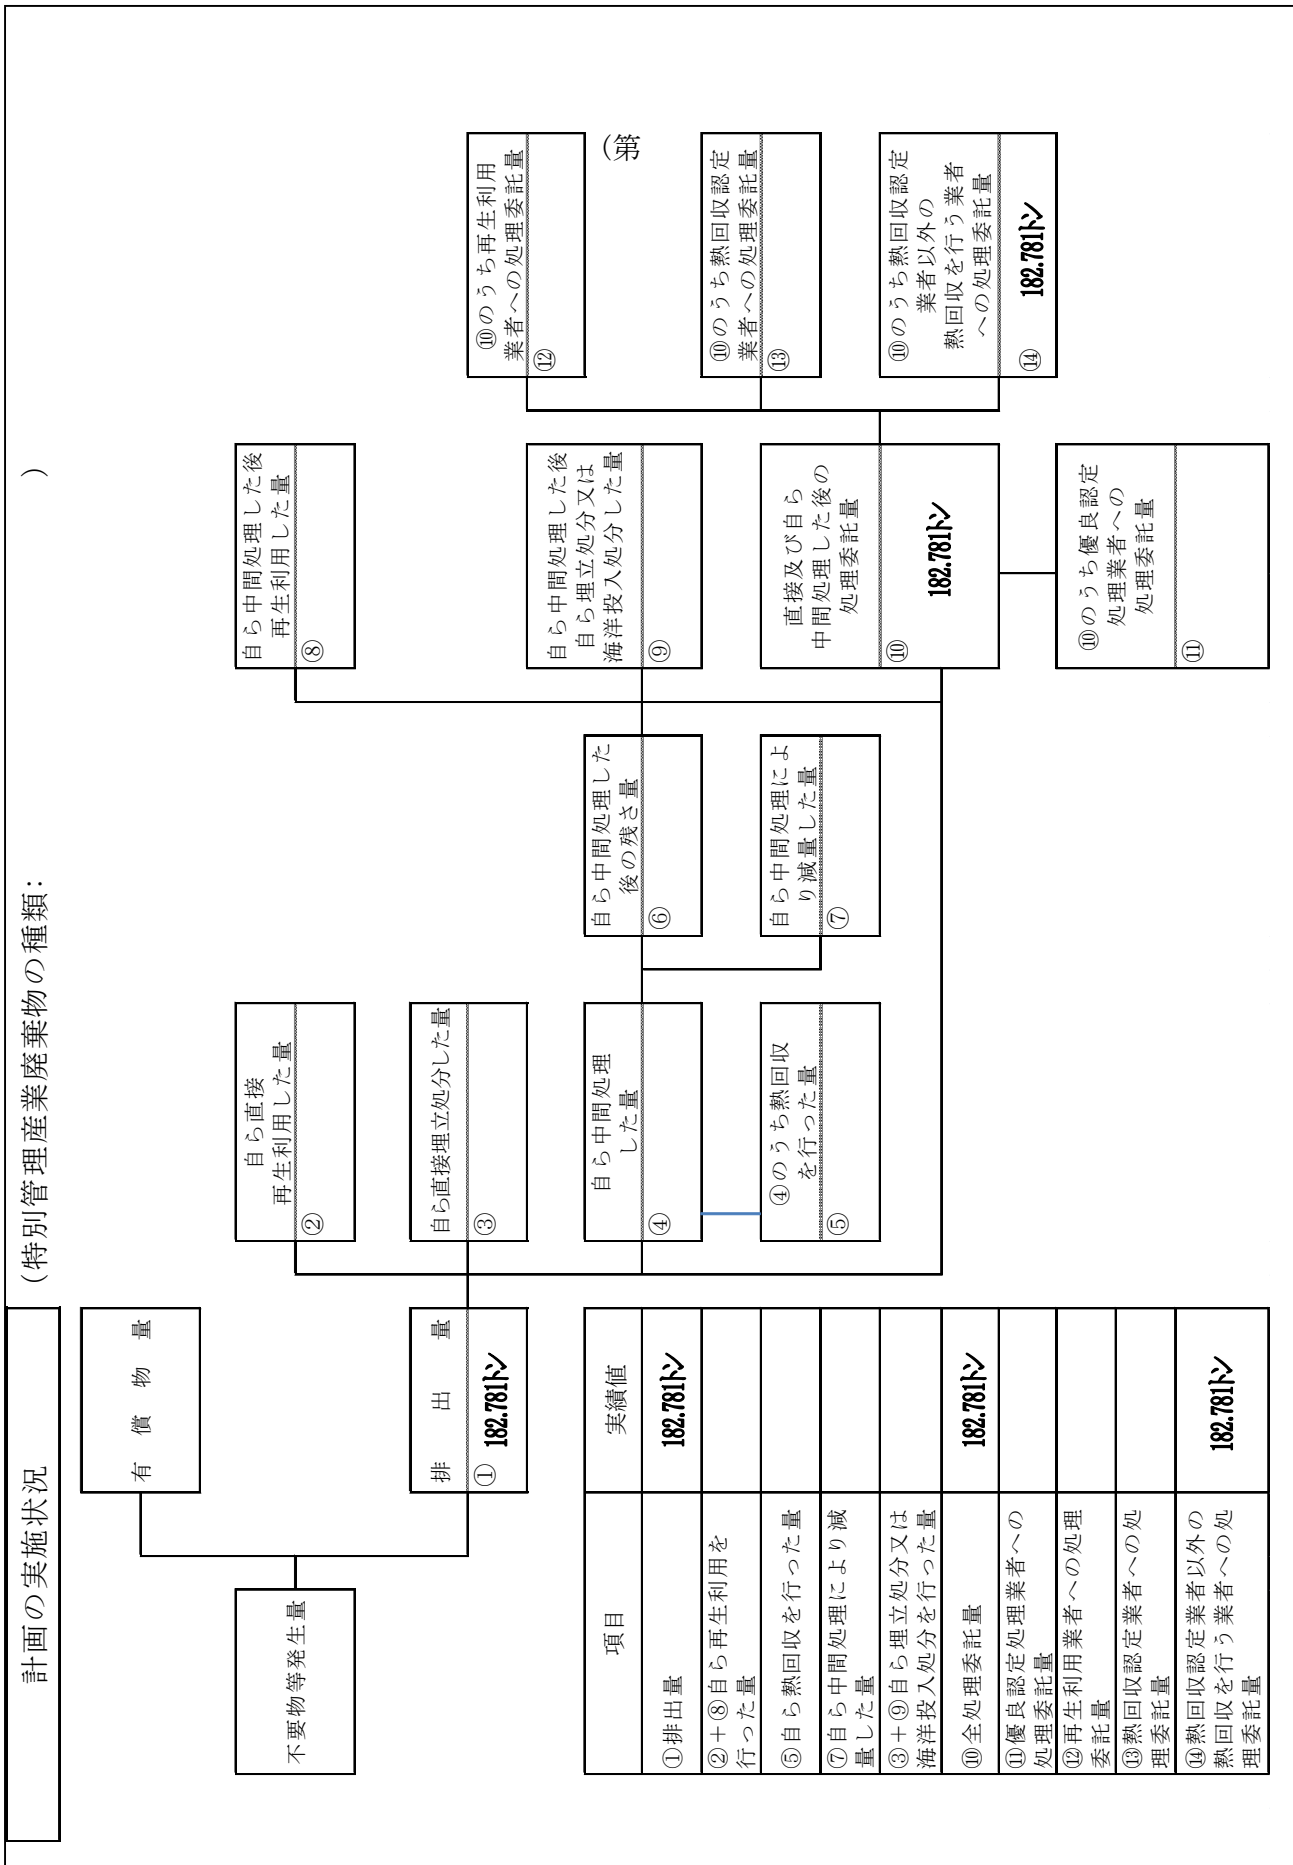 計画の実施状況
(特別管理産業廃棄物の種類:
)
不要物等発生量
有償物量
排出量
① 182.781トン
自ら直接
再生利用した量
②
自ら直接埋立処分した量
③
自ら中間処理
した量
④
④のうち熱回収
を行った量
⑤
自ら中間処理した
後の残さ量
⑥
自ら中間処理によ
り減量した量
⑦
自ら中間処理した後
再生利用した量
⑧
自ら中間処理した後
自ら埋立処分又は
海洋投入処分した量
⑨
直接及び自ら
中間処理した後の
処理委託量
⑩
182.781トン
⑩のうち優良認定
処理業者への
処理委託量
⑪
⑩のうち再生利用
業者への処理委託量
⑫
(第
⑩のうち熱回収認定
業者への処理委託量
⑬
⑩のうち熱回収認定
業者以外の
熱回収を行う業者
への処理委託量
⑭
182.781トン
項目
実績値
①排出量
182.781トン
②+⑧自ら再生利用を
行った量
⑤自ら熱回収を行った量
⑦自ら中間処理により減
量した量
③+⑨自ら埋立処分又は
海洋投入処分を行った量
⑩全処理委託量
182.781トン
⑪優良認定処理業者への
処理委託量
⑫再生利用業者への処理
委託量
⑬熱回収認定業者への処
理委託量
⑭熱回収認定業者以外の
熱回収を行う業者への処
理委託量
182.781トン